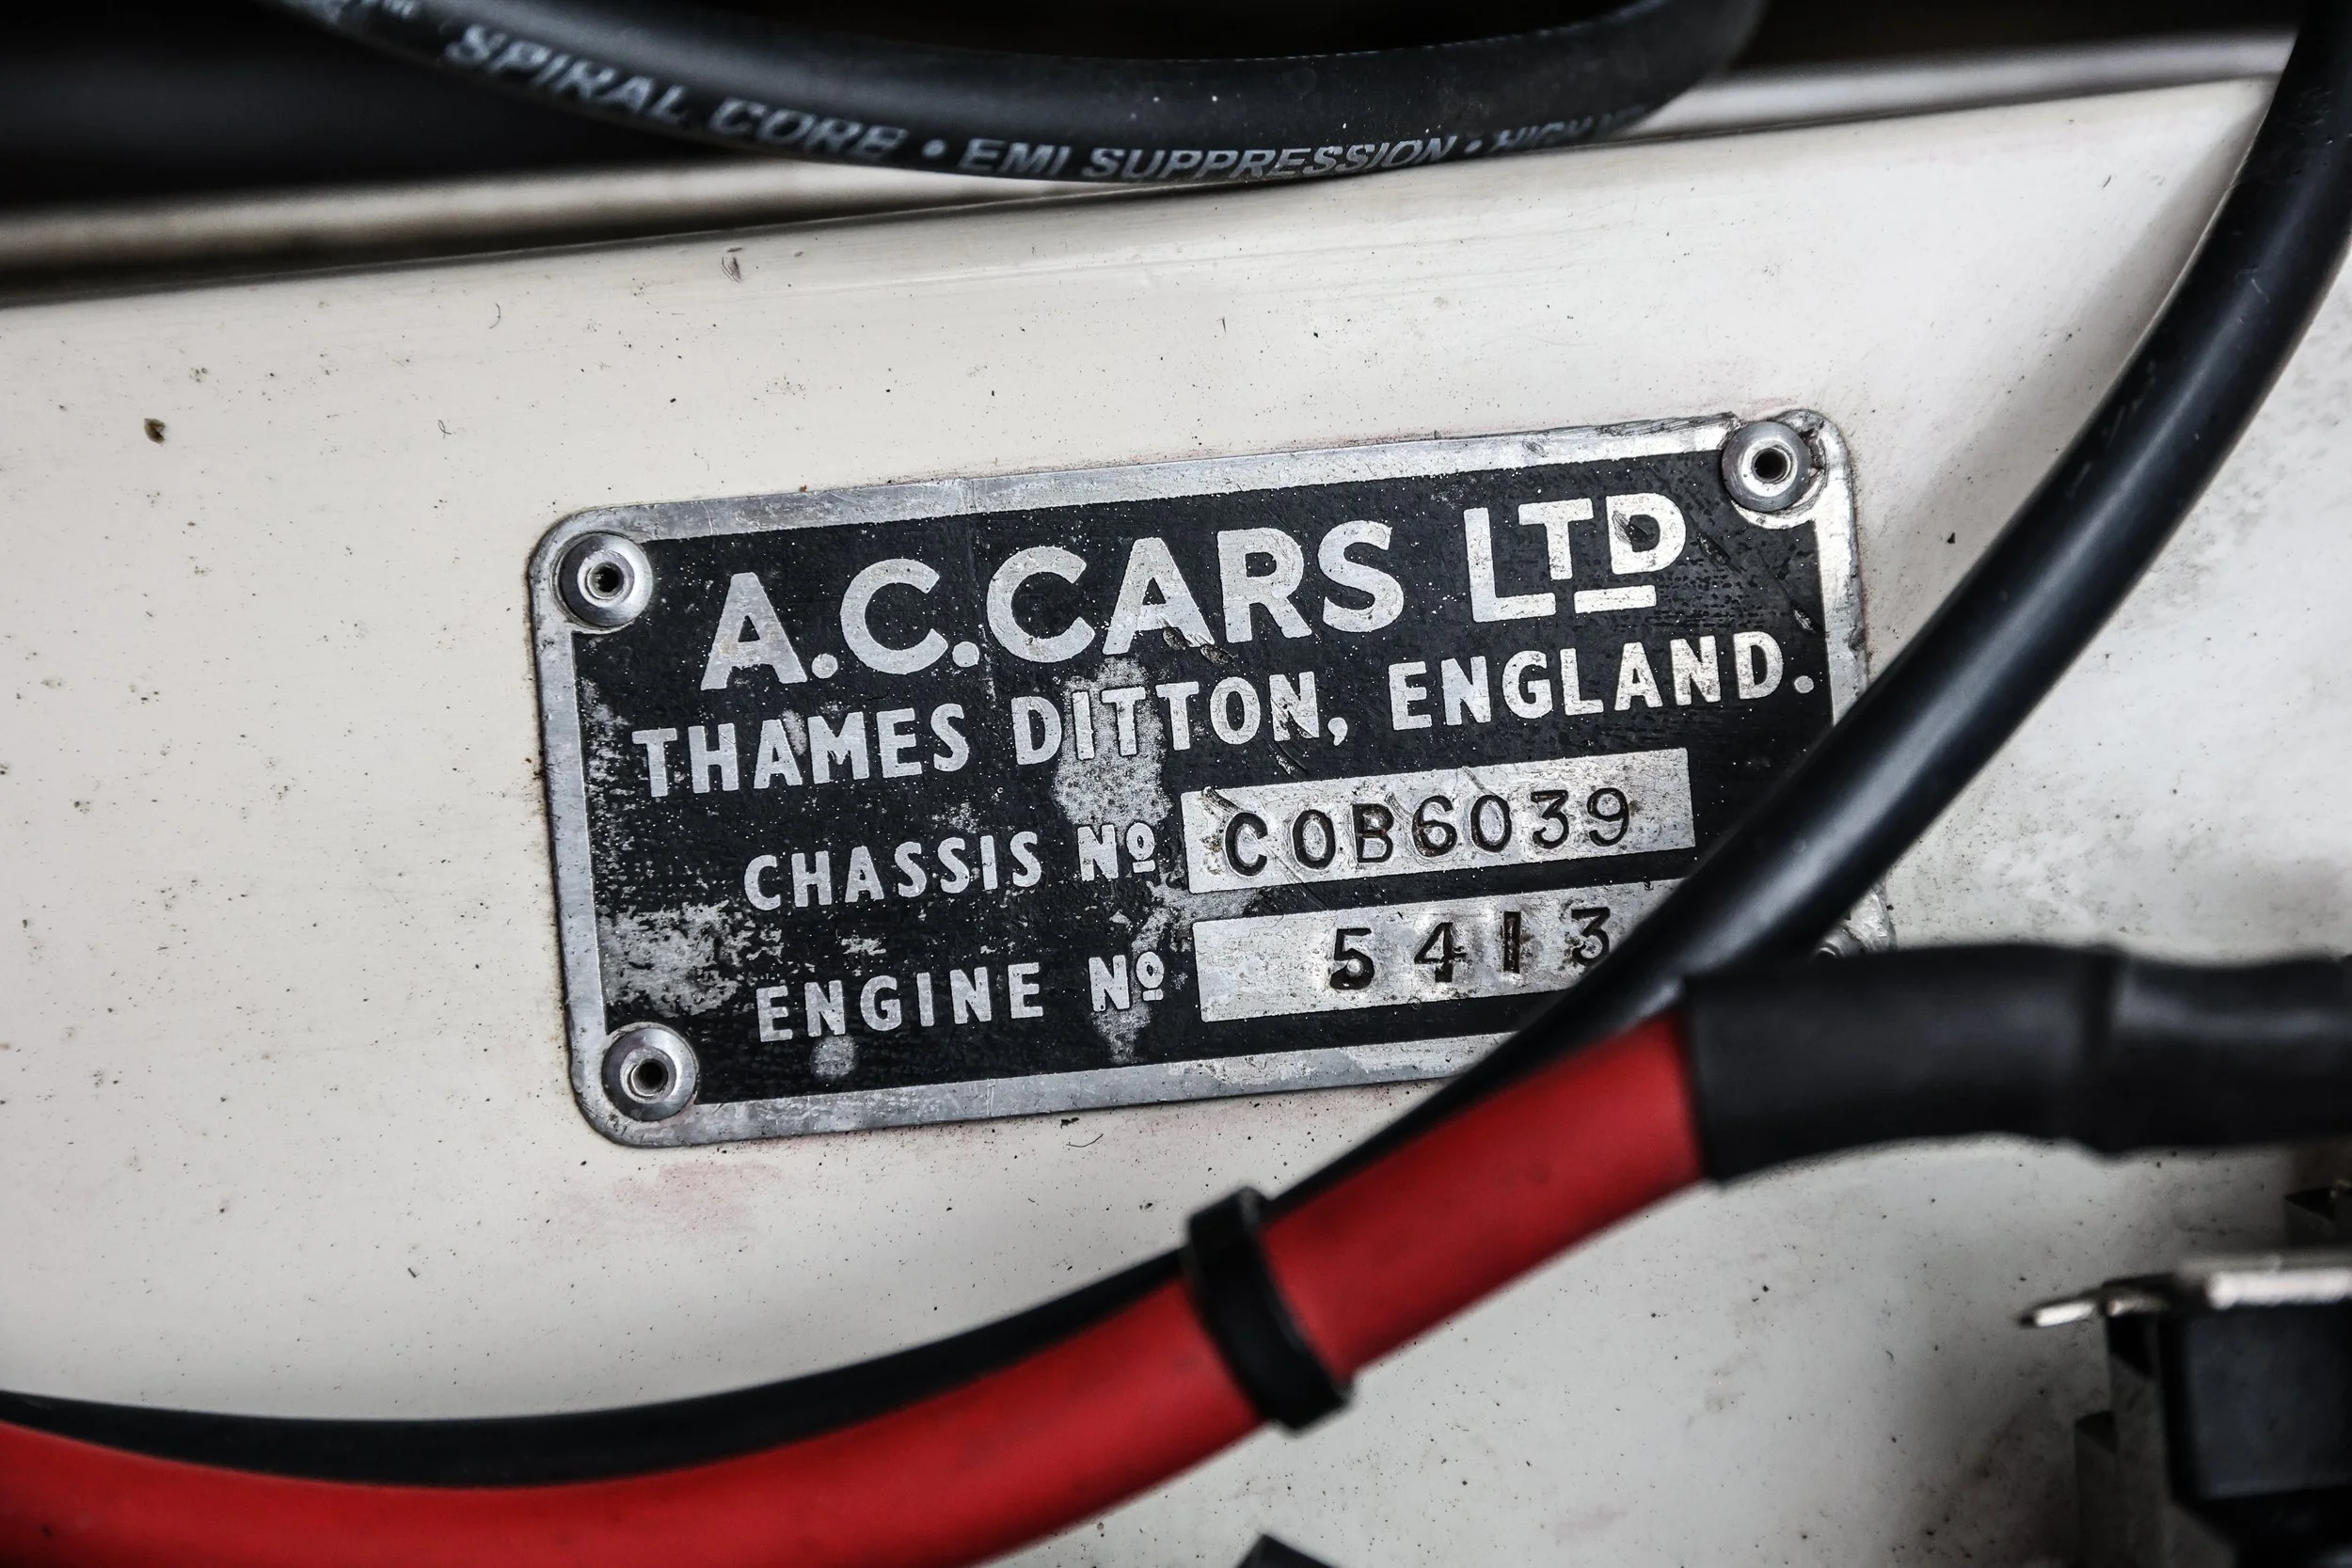 SPIRAL CORE • EMI SUPPRESSION •
A.C.CARS LTD
THAMES DITTON, ENGLAND.
CHASSIS Nº COB6039
ENGINE Nº 5413